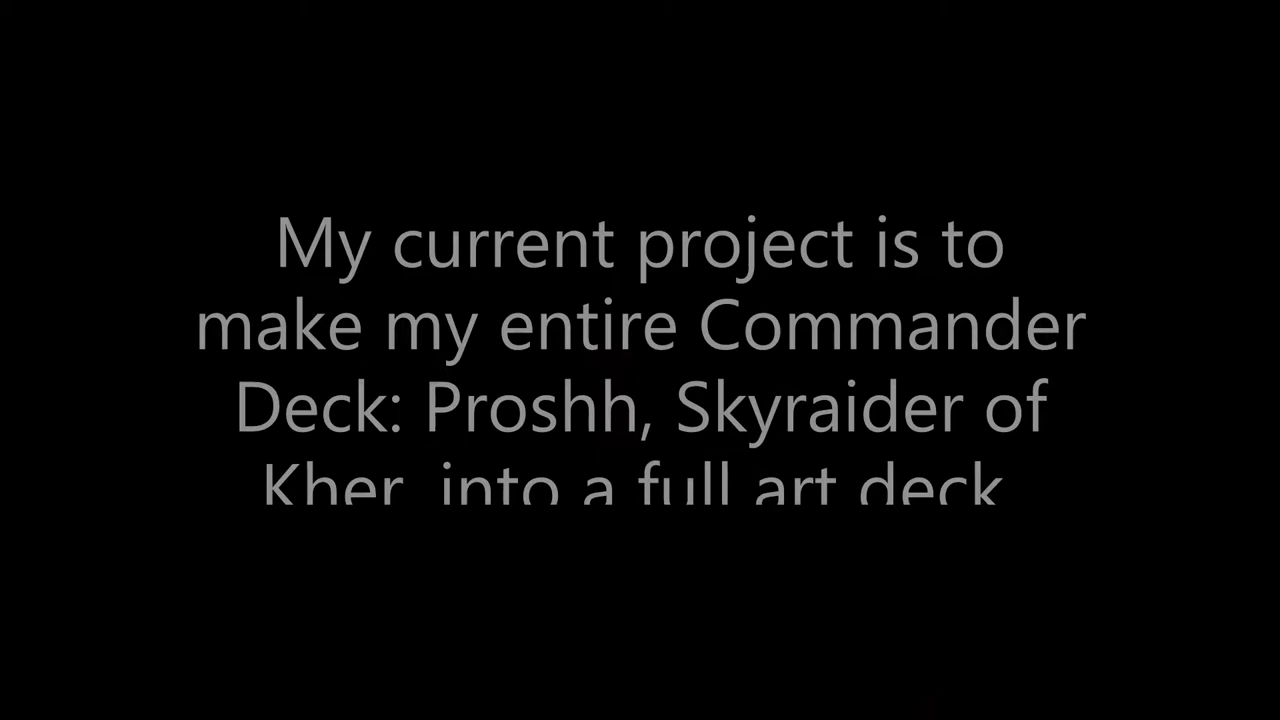 My current project is to
make my entire Commander
Deck: Proshh, Skyraider of
Kher, into a full art deck.